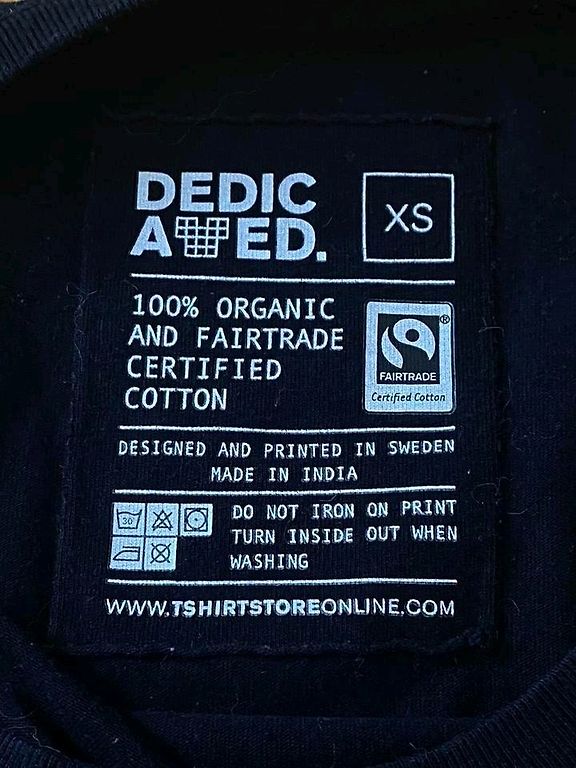 DEDIC
ATED.
XS
100% ORGANIC
AND FAIRTRADE
CERTIFIED
COTTON
®
FAIRTRADE
Certified Cotton
DESIGNED AND PRINTED IN SWEDEN
MADE IN INDIA
30
DO NOT IRON ON PRINT
TURN INSIDE OUT WHEN
WASHING
WWW.TSHIRTSTOREONLINE.COM